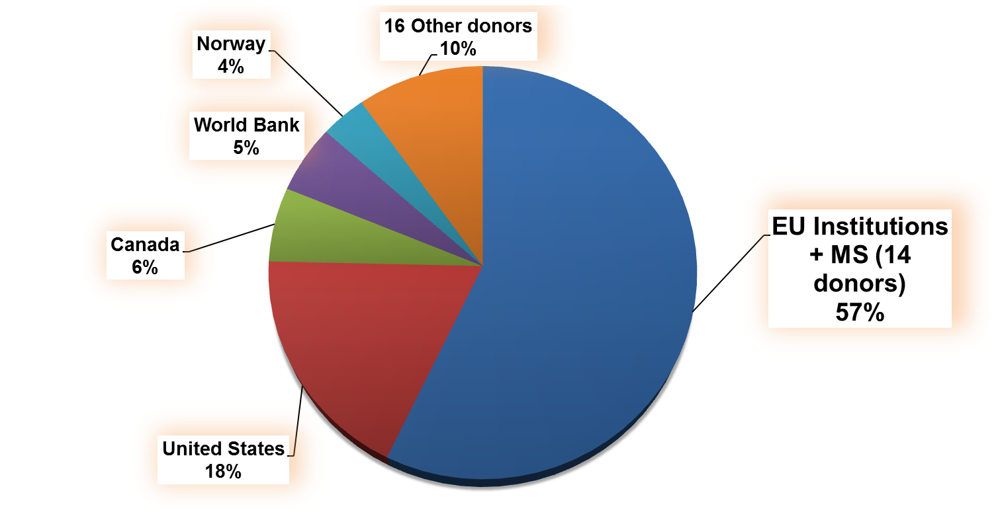 16 Other donors
10%
Norway
4%
World Bank
5%
Canada
6%
United States
18%
EU Institutions
+ MS (14
donors)
57%